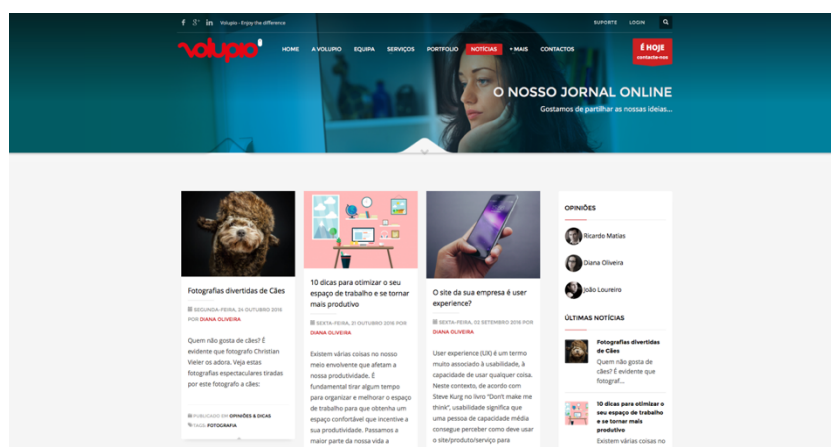 Volupio - Enjoy the difference
SUPORTE LOGIN
volupio
HOME A VOLUPIO EQUIPA SERVIÇOS PORTFOLIO NOTÍCIAS + MAIS CONTACTOS
É HOJE
contacte-nos
O NOSSO JORNAL ONLINE
Gostamos de partilhar as nossas ideias...
Fotografias divertidas de Cães
SEGUNDA-FEIRA, 24 OUTUBRO 2016
POR DIANA OLIVEIRA
Quem não gosta de cães? É
evidente que fotografo Christian
Vieler os adora. Veja estas
fotografias espectaculares tiradas
por este fotografo a cães:
PUBLICADO EM OPINIÕES & DICAS
TAGS: FOTOGRAFIA
10 dicas para otimizar o seu
espaço de trabalho e se tornar
mais produtivo
SEXTA-FEIRA, 21 OUTUBRO 2016 POR
DIANA OLIVEIRA
Existem várias coisas no nosso
meio envolvente que afetam a
nossa produtividade. É
fundamental tirar algum tempo
para organizar e melhorar o espaço
de trabalho para que obtenha um
espaço confortável que incentive a
sua produtividade. Passamos a
maior parte da nossa vida a
O site da sua empresa é user
experience?
SEXTA-FEIRA, 02 SETEMBRO 2016 POR
DIANA OLIVEIRA
User experience (UX) é um termo
muito associado à usabilidade, à
capacidade de usar qualquer coisa.
Neste contexto, de acordo com
Steve Kurg no livro "Don't make me
think", usabilidade significa que
uma pessoa de capacidade média
consegue perceber como deve usar
o site/produto/serviço para
OPINIÕES
Ricardo Matias
Diana Oliveira
João Loureiro
ÚLTIMAS NOTÍCIAS
Fotografias divertidas
de Cães
Quem não gosta de
cães? É evidente que
fotograf...
10 dicas para otimizar o
seu espaço de trabalho
e se tornar mais
produtivo
Existem várias coisas no